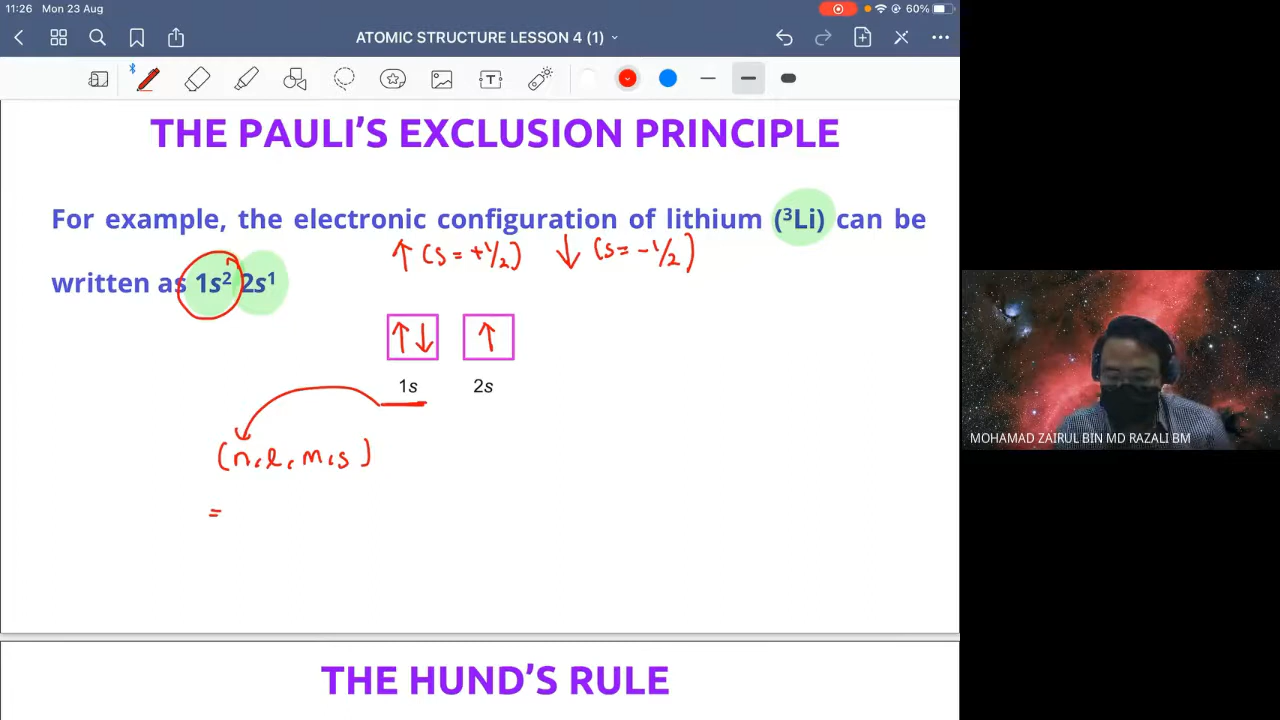 11:26 Mon 23 Aug
60%
ATOMIC STRUCTURE LESSON 4 (1)
THE PAULI'S EXCLUSION PRINCIPLE
For example, the electronic configuration of lithium (³Li) can be
↑ (s = +1/2) ↓ (s = -1/2)
written as 1s² 2s¹
↑↓ ↑
1s 2s
(n, l, m, s)
=
THE HUND'S RULE
MOHAMAD ZAIRUL BIN MD RAZALI BM